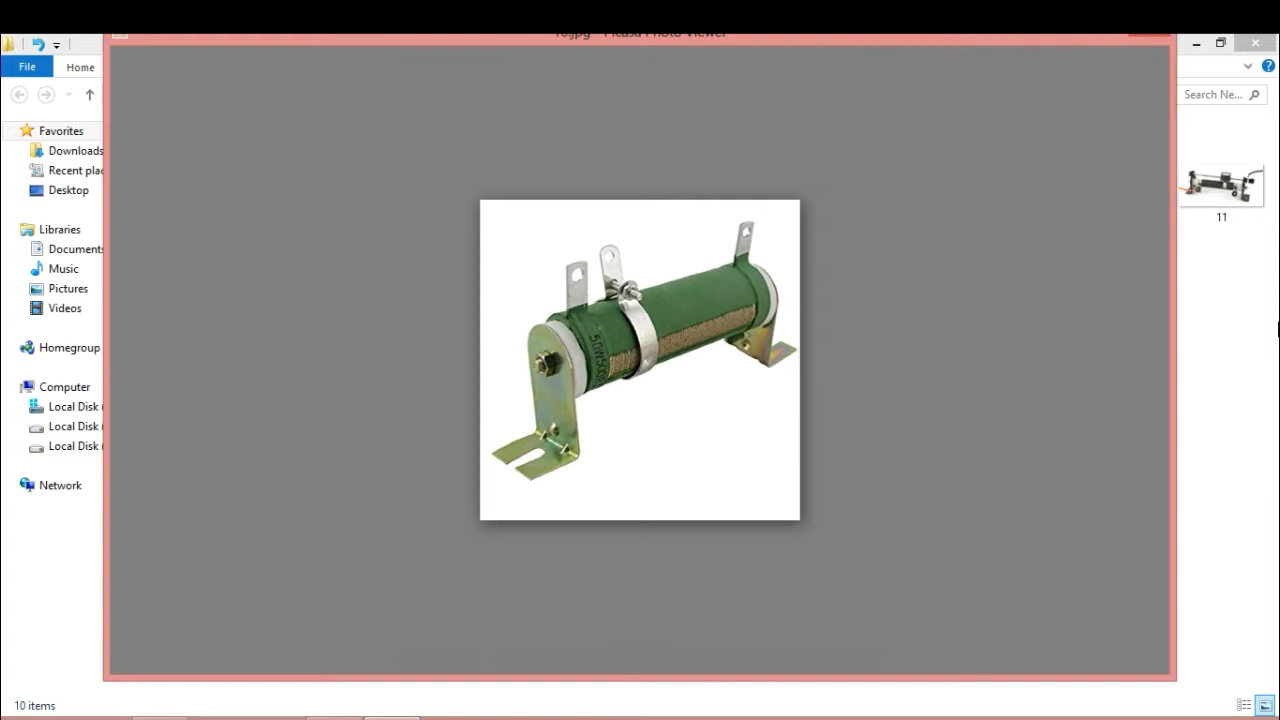 File
Home
Search Ne...
Favorites
Downloads
Recent plac
Desktop
Libraries
Documents
Music
Pictures
Videos
Homegroup
Computer
Local Disk (
Local Disk (
Local Disk (
Network
11
10 items